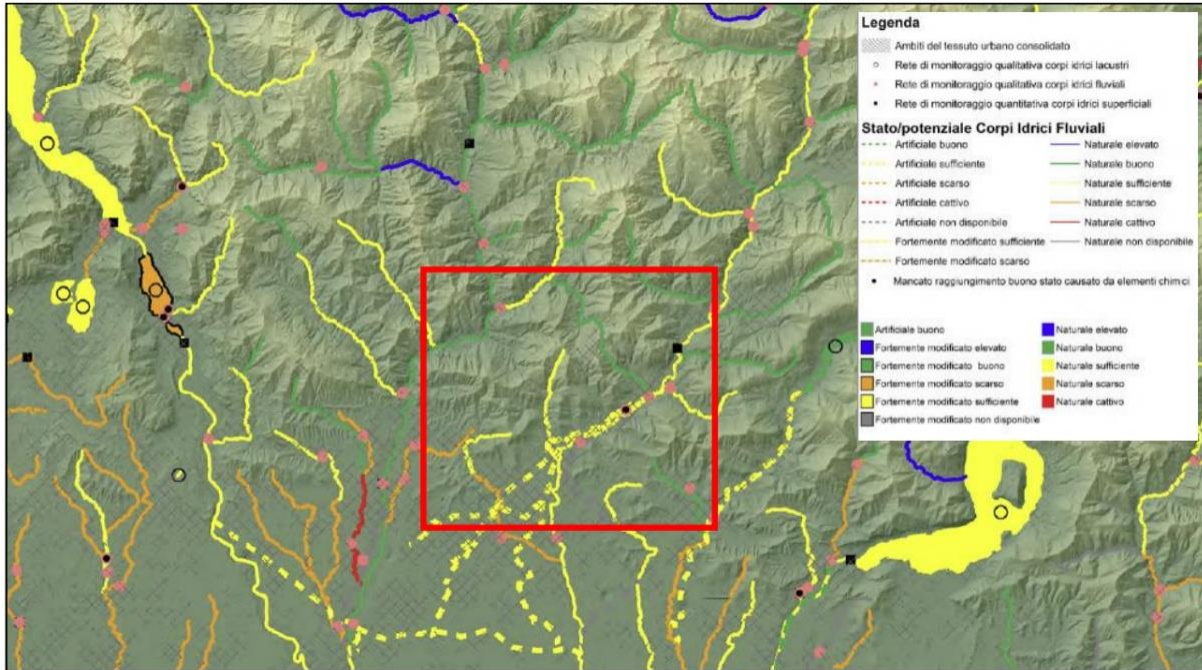 Legenda
Ambiti del tessuto urbano consolidato
Rete di monitoraggio qualitativa corpi idrici lacustri
Rete di monitoraggio qualitativa corpi idrici fluviali
Rete di monitoraggio quantitativa corpi idrici superficiali
Stato/potenziale Corpi Idrici Fluviali
Artificiale buono
Artificiale sufficiente
Artificiale scarso
Artificiale cattivo
Artificiale non disponibile
Fortemente modificato sufficiente
Fortemente modificato scarso
Naturale elevato
Naturale buono
Naturale sufficiente
Naturale scarso
Naturale cattivo
Naturale non disponibile
Mancato raggiungimento buono stato causato da elementi chimici
Artificiale buono
Fortemente modificato elevato
Fortemente modificato buono
Fortemente modificato scarso
Fortemente modificato sufficiente
Fortemente modificato non disponibile
Naturale elevato
Naturale buono
Naturale sufficiente
Naturale scarso
Naturale cattivo